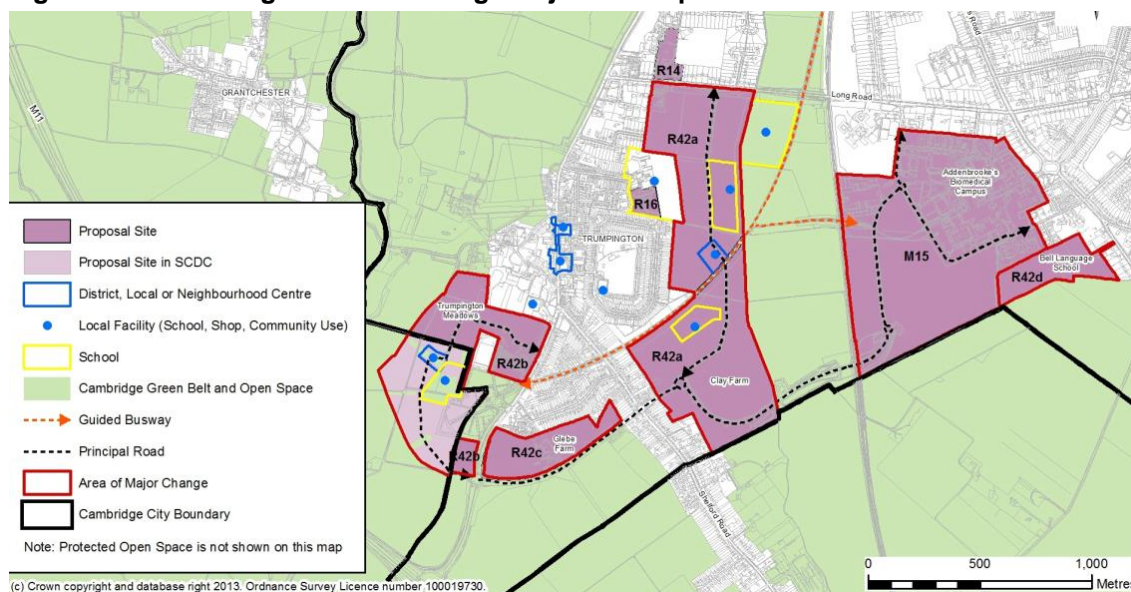 M11
GRANTCHESTER
R14
Long Road
R42a
Addenbrooke's
Biomedical
Campus
R16
TRUMPINGTON
M15
Bell Language
School
R42d
Trumpington
Meadows
R42b
R42a
Clay Farm
Glebe
Farm
R42c
R42b
Shelford Road
Proposal Site
Proposal Site in SCDC
District, Local or Neighbourhood Centre
Local Facility (School, Shop, Community Use)
School
Cambridge Green Belt and Open Space
Guided Busway
Principal Road
Area of Major Change
Cambridge City Boundary
Note: Protected Open Space is not shown on this map
0 500 1,000
Metres
(c) Crown copyright and database right 2013. Ordnance Survey Licence number 100019730.